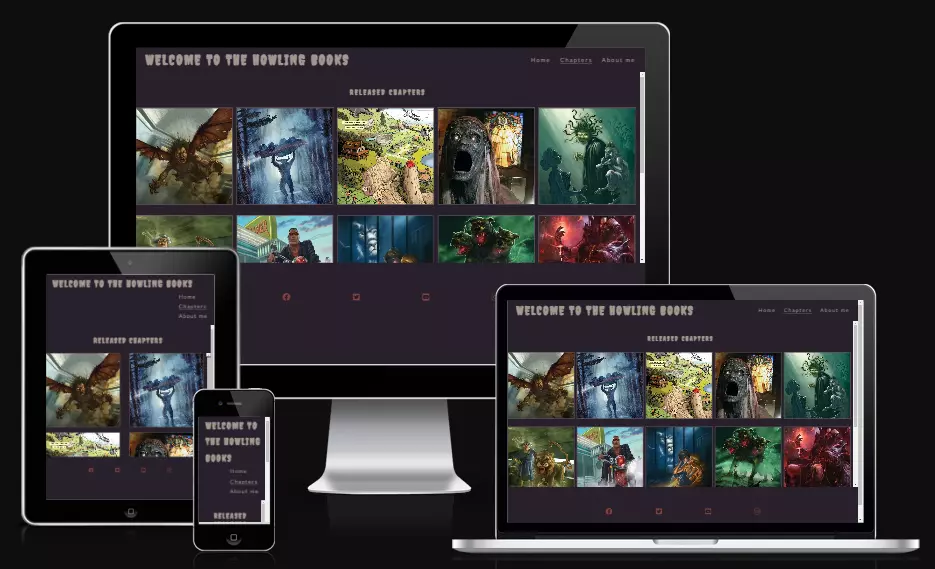 WELCOME TO THE HOWLING BOOKS
Home Chapters About me
RELEASED CHAPTERS
WELCOME TO THE HOWLING BOOKS
Home
Chapters
About me
RELEASED CHAPTERS
WELCOME TO
THE HOWLING
BOOKS
Home
Chapters
About me
RELEASED
WELCOME TO THE HOWLING BOOKS
Home Chapters About me
RELEASED CHAPTERS